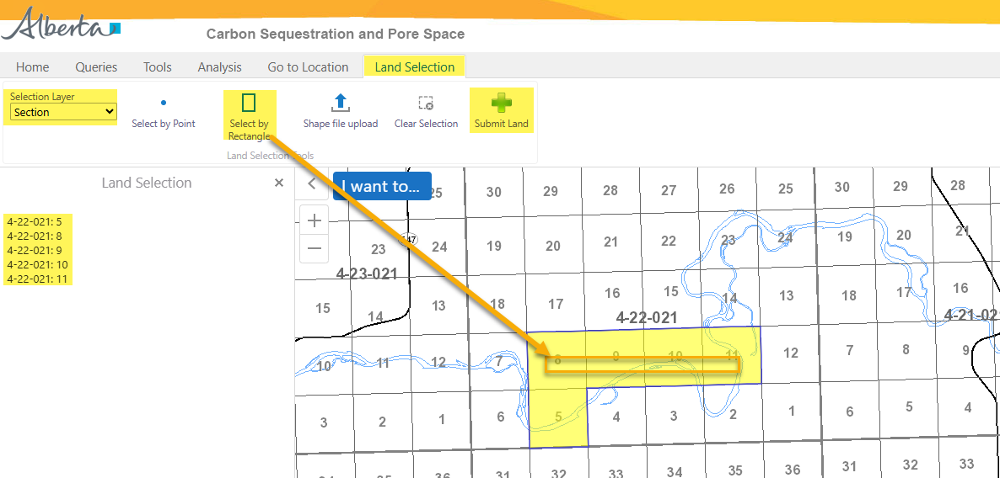 Alberta
Carbon Sequestration and Pore Space
Home Queries Tools Analysis Go to Location Land Selection
Selection Layer
Section
Select by Point
Select by
Rectangle
Shape file upload
Clear Selection
Submit Land
Land Selection Tools
Land Selection ×
I want to...
4-22-021: 5
4-22-021: 8
4-22-021: 9
4-22-021: 10
4-22-021: 11
25 30 29 28 27 26 25 30 29 28
23 24 19 20 21 22 23 24 19 20 21
4-23-021
15 14 13 18 17 16 15 14 13 18 17 16
4-22-021
4-21-02
10 11 12 7 8 9 10 11 12 7 8 9
3 2 1 6 5 4 3 2 1 6 5 4
35 36 31 32 33 34 35 36 31 32 33